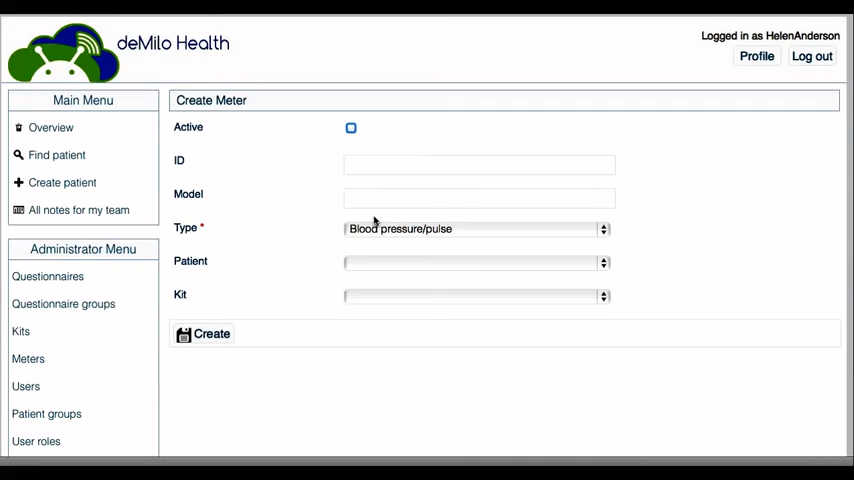 deMilo Health
Logged in as HelenAnderson
Profile
Log out
Main Menu
Overview
Find patient
Create patient
All notes for my team
Administrator Menu
Questionnaires
Questionnaire groups
Kits
Meters
Users
Patient groups
User roles
Create Meter
Active
ID
Model
Type *
Blood pressure/pulse
Patient
Kit
Create